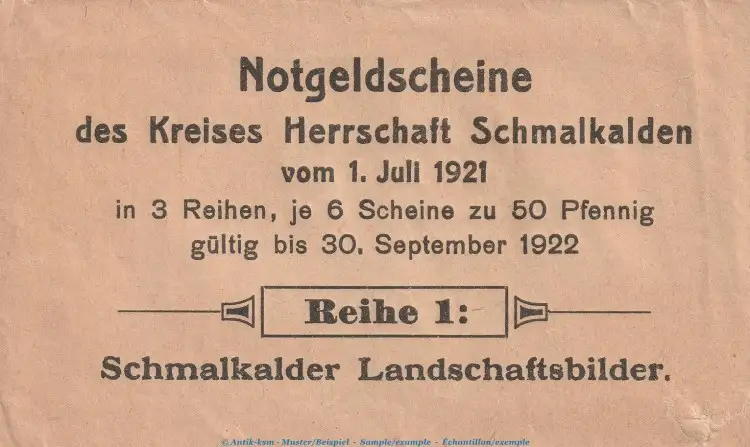 Notgeldscheine
des Kreises Herrschaft Schmalkalden
vom 1. Juli 1921
in 3 Reihen, je 6 Scheine zu 50 Pfennig
gültig bis 30. September 1922
Reihe 1:
Schmalkalder Landschaftsbilder.
© Antik-ksm - Muster/Beispiel - Sample/example - Échantillon/exemple